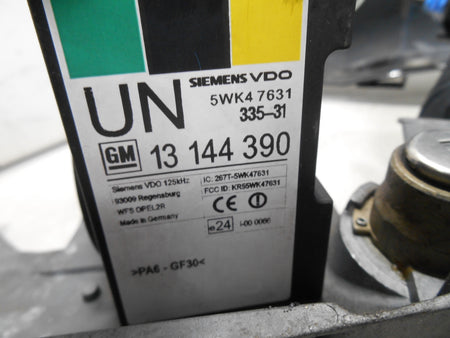 UN
SIEMENS VDO
5WK4 7631
335-31
GM 13 144 390
Siemens VDO 125kHz
93009 Regensburg
WFS OPEL2R
Made in Germany
IC: 267T-5WK47631
FCC ID: KR55WK47631
CE
e24 I-00 0066
>PA6 - GF30<